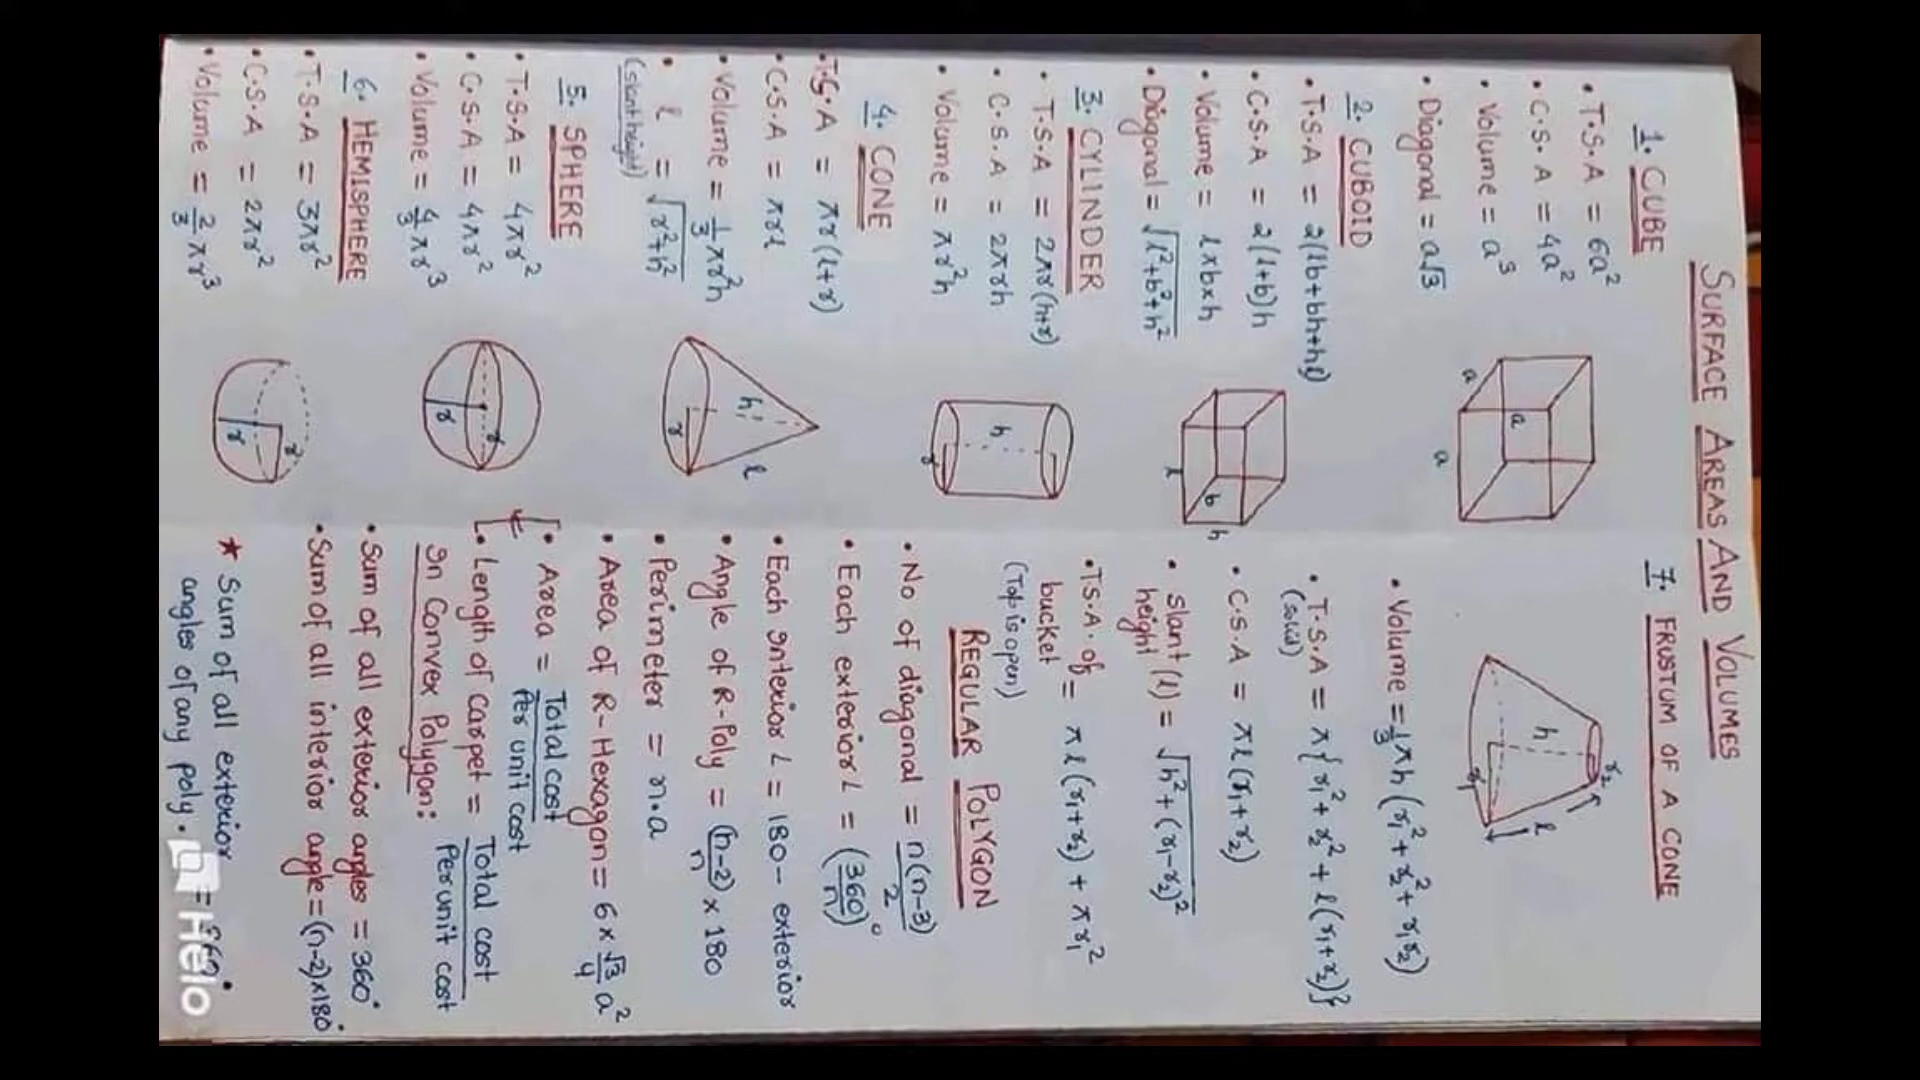 SURFACE AREAS AND VOLUMES
1. CUBE
• T.S.A = 6a²
• C.S.A = 4a²
• Volume = a³
• Diagonal = a√3
a
a
a
2. CUBOID
• T.S.A = 2(lb+bh+hl)
• C.S.A = 2(l+b)h
• Volume = l×b×h
• Diagonal = √l²+b²+h²
l
b
h
3. CYLINDER
• T.S.A = 2πr(h+r)
• C.S.A = 2πrh
• Volume = πr²h
h
r
4. CONE
• T.S.A = πr(l+r)
• C.S.A = πrl
• Volume = 1/3 πr²h
• l = √r²+h²
(slant height)
h
r
l
5. SPHERE
• T.S.A = 4πr²
• C.S.A = 4πr²
• Volume = 4/3 πr³
r
r
6. HEMISPHERE
• T.S.A = 3πr²
• C.S.A = 2πr²
• Volume = 2/3 πr³
r
r
7. FRUSTUM OF A CONE
r₂
h
l
r₁
• Volume = 1/3 πh (r₁²+r₂²+r₁r₂)
• T.S.A = π{r₁²+r₂²+l(r₁+r₂)}
(solid)
• C.S.A = πl(r₁+r₂)
• Slant (l) = √h²+(r₁-r₂)²
height
• T.S.A. of = πl(r₁+r₂)+πr₁²
bucket
(Top is open)
REGULAR POLYGON
• No of diagonal = n(n-3)/2
• Each exterior∠ = (360/n)°
• Each Interior∠ = 180 - exterior
• Angle of R-Poly = (n-2)/n × 180
• Perimeter = n.a
• Area of R-Hexagon = 6 × √3/4 a²
• Area = Total cost / Per unit cost
• Length of Carpet = Total cost / Per unit cost
In Convex Polygon:
• Sum of all exterior angles = 360°
• Sum of all interior angle = (n-2)×180°
★ Sum of all exterior = 360°
angles of any poly.
Helo